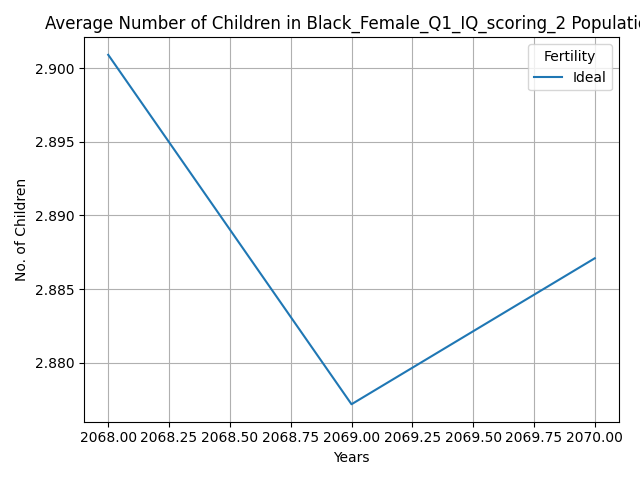 Average Number of Children in Black_Female_Q1_IQ_scoring_2 Populatio
Fertility
Ideal
2.900
2.895
2.890
2.885
2.880
No. of Children
2068.00 2068.25 2068.50 2068.75 2069.00 2069.25 2069.50 2069.75 2070.00
Years